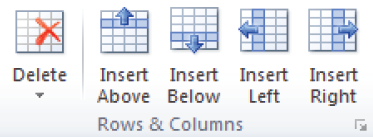 Delete
Insert Above
Insert Below
Insert Left
Insert Right
Rows & Columns